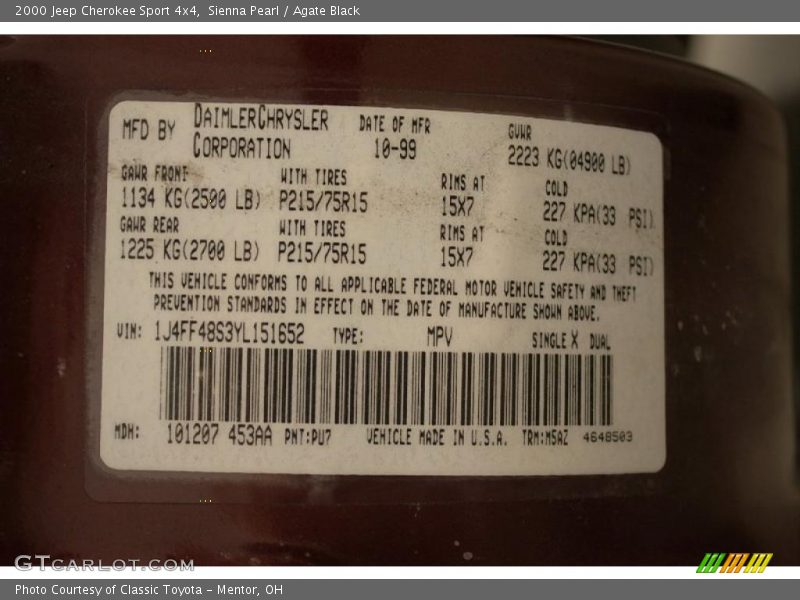 2000 Jeep Cherokee Sport 4x4, Sienna Pearl / Agate Black
MFD BY DAIMLERCHRYSLER CORPORATION
DATE OF MFR 10-99
GVWR 2223 KG(04900 LB)
GAWR FRONT WITH TIRES RIMS AT COLD
1134 KG(2500 LB) P215/75R15 15X7 227 KPA(33 PSI)
GAWR REAR WITH TIRES RIMS AT COLD
1225 KG(2700 LB) P215/75R15 15X7 227 KPA(33 PSI)
THIS VEHICLE CONFORMS TO ALL APPLICABLE FEDERAL MOTOR VEHICLE SAFETY AND THEFT
PREVENTION STANDARDS IN EFFECT ON THE DATE OF MANUFACTURE SHOWN ABOVE.
VIN: 1J4FF48S3YL151652 TYPE: MPV SINGLE X DUAL
MDH: 101207 453AA PNT:PU7 VEHICLE MADE IN U.S.A. TRM:M5AZ 4648503
GTCARLOT.COM
Photo Courtesy of Classic Toyota - Mentor, OH